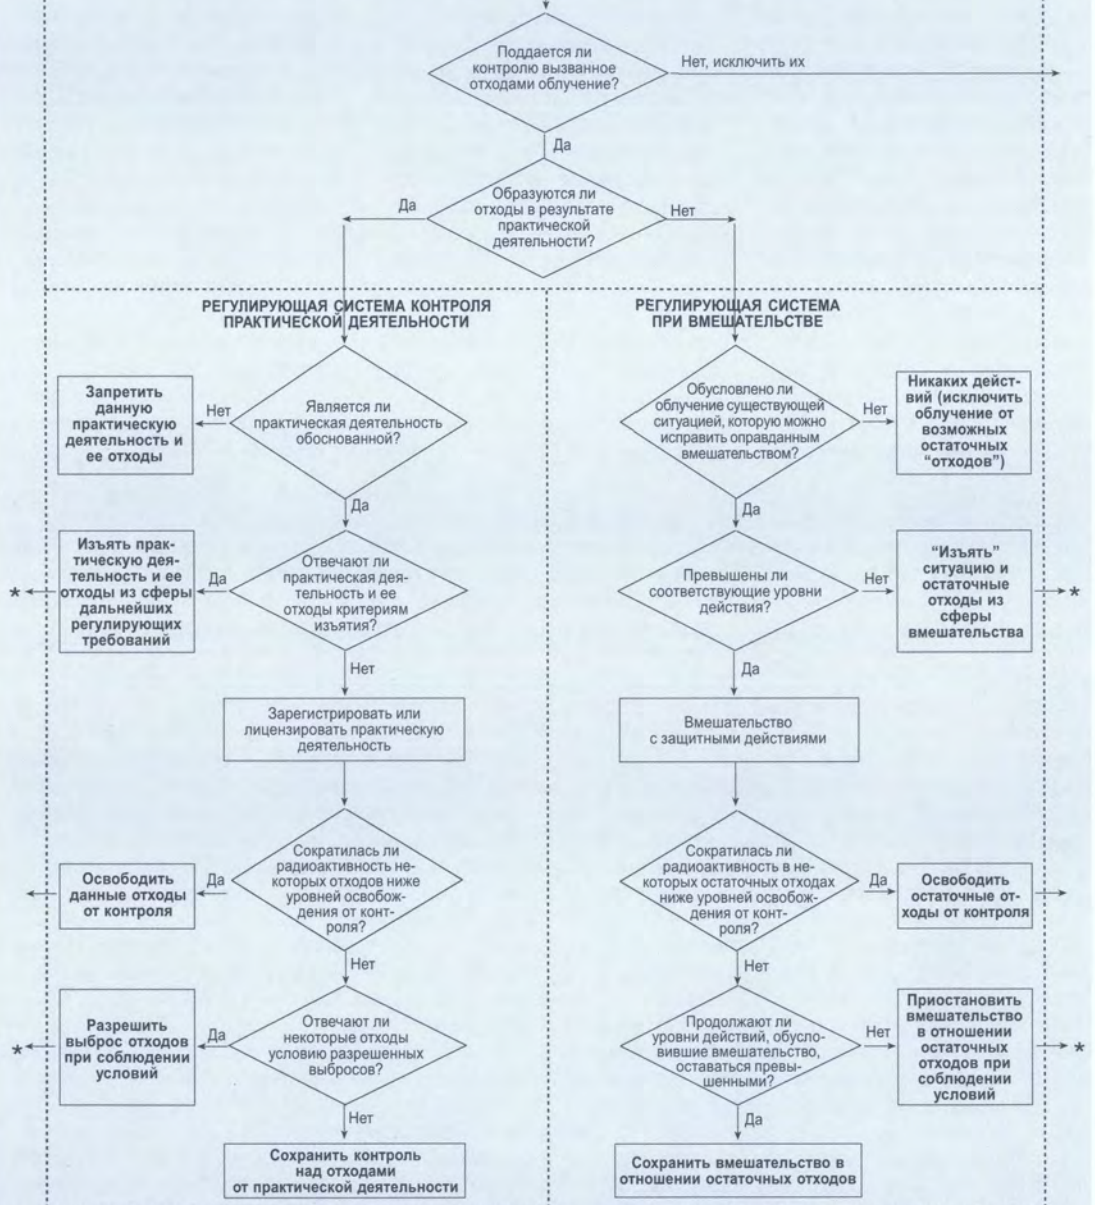 Поддается ли
контролю вызванное
отходами облучение?
Нет, исключить их
Да
Образуются ли
отходы в результате
практической
деятельности?
Да
Нет
РЕГУЛИРУЮЩАЯ СИСТЕМА КОНТРОЛЯ
ПРАКТИЧЕСКОЙ ДЕЯТЕЛЬНОСТИ
Является ли
практическая деятельность
обоснованной?
Нет
Запретить
данную
практическую
деятельность и
ее отходы
Да
Отвечают ли
практическая дея-
тельность и ее
отходы критериям
изъятия?
Да
Изъять прак-
тическую дея-
тельность и ее
отходы из сферы
дальнейших
регулирующих
требований
*
Нет
Зарегистрировать или
лицензировать практическую
деятельность
Сократилась ли
радиоактивность не-
которых отходов ниже
уровней освобож-
дения от конт-
роля?
Да
Освободить
данные отходы
от контроля
Нет
Отвечают ли
некоторые отходы
условию разрешенных
выбросов?
Да
Разрешить
выброс отходов
при соблюдении
условий
*
Нет
Сохранить контроль
над отходами
от практической деятельности
РЕГУЛИРУЮЩАЯ СИСТЕМА
ПРИ ВМЕШАТЕЛЬСТВЕ
Обусловлено ли
облучение существующей
ситуацией, которую можно
исправить оправданным
вмешательством?
Нет
Никаких дейст-
вий (исключить
облучение от
возможных
остаточных
“отходов”)
Да
Превышены ли
соответствующие уровни
действия?
Нет
“Изъять”
ситуацию и
остаточные
отходы из
сферы
вмешательства
*
Да
Вмешательство
с защитными действиями
Сократилась ли
радиоактивность в не-
которых остаточных отходах
ниже уровней освобож-
дения от конт-
роля?
Да
Освободить
остаточные от-
ходы от контроля
Нет
Продолжают ли
уровни действий, обусло-
вившие вмешательство,
оставаться превы-
шенными?
Нет
Приостановить
вмешательство
в отношении
остаточных
отходов при
соблюдении
условий
*
Да
Сохранить вмешательство в
отношении остаточных отходов